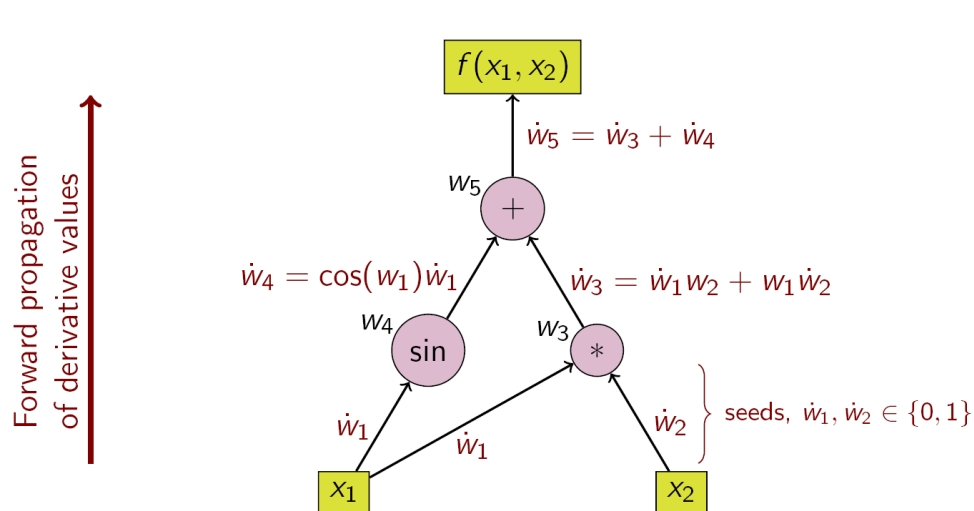 f(x₁, x₂)
ẇ₅ = ẇ₃ + ẇ₄
w₅
+
ẇ₄ = cos(w₁)ẇ₁
ẇ₃ = ẇ₁w₂ + w₁ẇ₂
w₄
sin
w₃
*
Forward propagation
of derivative values
ẇ₁
ẇ₁
ẇ₂
seeds, ẇ₁, ẇ₂ ∈ {0, 1}
x₁
x₂